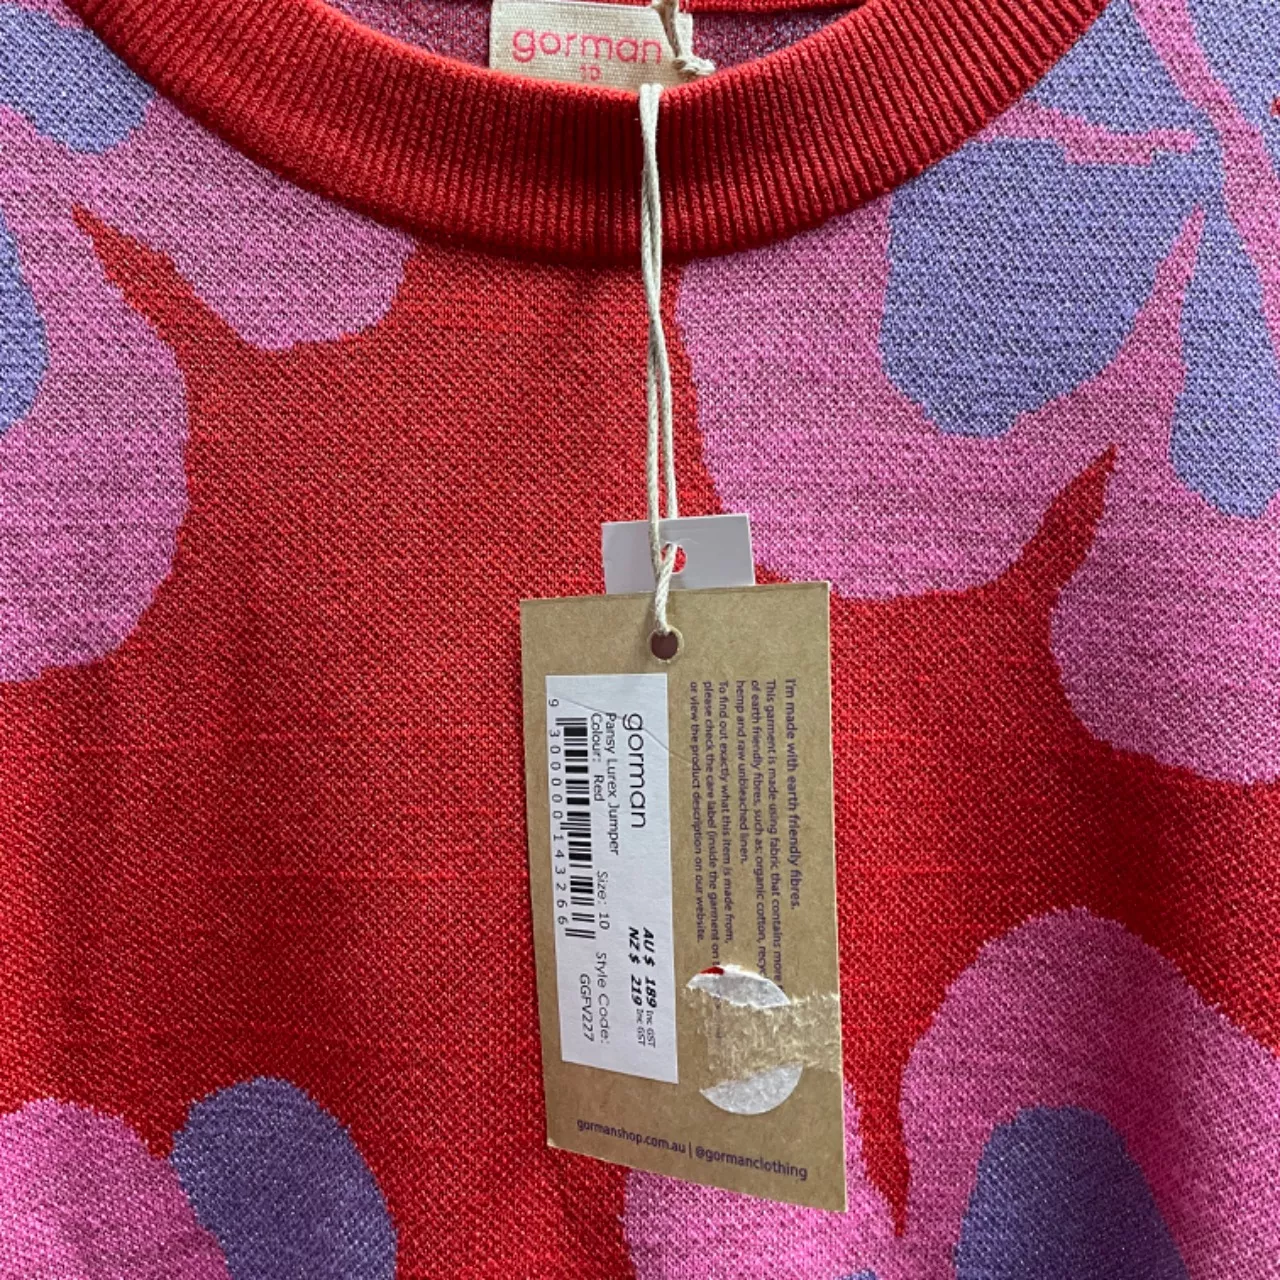 gorman
10
I'm made with earth friendly fibres.
This garment is made using fabric that contains more
of earth friendly fibres, such as: organic cotton,
hemp and raw unbleached linen.
To find out exactly what this item is made from,
please check the care label (inside the garment on
or view the product description on our website.
gorman
AU $ 189 Inc GST
NZ $ 219 Inc GST
Pansy Lurex Jumper
Colour: Red
Size: 10
Style Code:
GGFV227
9 300000 143266
gormanshop.com.au | @gormanclothing